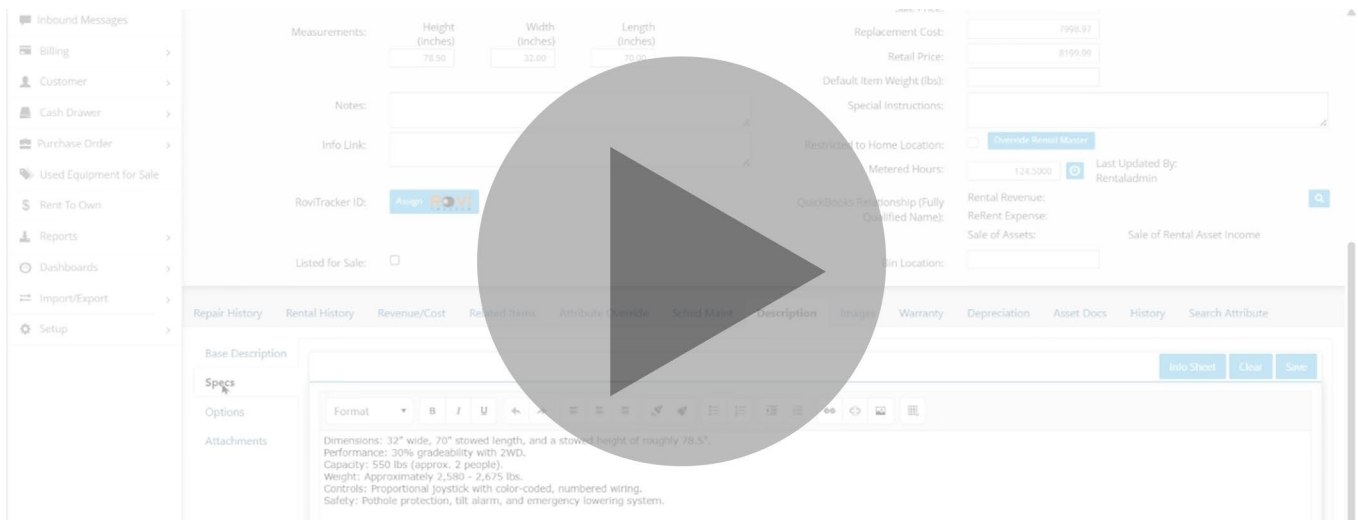 Sale Price:
Inbound Messages
Measurements:
Height
(inches)
Width
(inches)
Length
(inches)
Replacement Cost:
7998.97
Billing
78.50
32.00
70.00
Retail Price:
8199.99
Customer
Default Item Weight (lbs):
Cash Drawer
Notes:
Special Instructions:
Purchase Order
Info Link:
Restricted to Home Location:
Override Rental Master
Used Equipment for Sale
Metered Hours:
124.5000
Last Updated By:
Rentaladmin
$ Rent To Own
RoviTracker ID:
Assign ROVI
QuickBooks Relationship (Fully
Qualified Name):
Rental Revenue:
ReRent Expense:
Sale of Assets:
Sale of Rental Asset Income
Reports
Dashboards
Listed for Sale:
Bin Location:
Import/Export
Setup
Repair History Rental History Revenue/Cost Related Items Attribute Override Sched Maint Description Images Warranty Depreciation Asset Docs History Search Attribute
Base Description
Info Sheet Clear Save
Specs
Options
Format B I U
Attachments
Dimensions: 32" wide, 70" stowed length, and a stowed height of roughly 78.5".
Performance: 30% gradeability with 2WD.
Capacity: 550 lbs (approx. 2 people).
Weight: Approximately 2,580 - 2,675 lbs.
Controls: Proportional joystick with color-coded, numbered wiring.
Safety: Pothole protection, tilt alarm, and emergency lowering system.